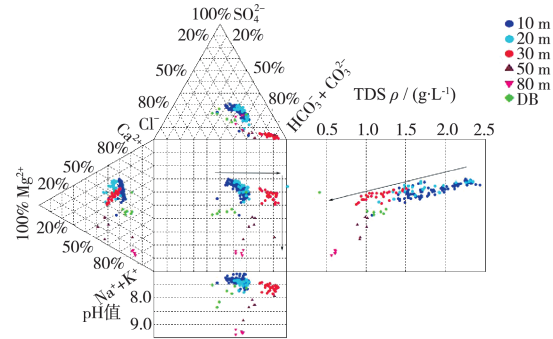 100% SO₄²⁻
20% 20%
50% 50%
80% 80%
Cl⁻
HCO₃⁻ + CO₃²⁻
Ca²⁺
80%
50%
20%
100% Mg²⁺
20%
50%
80%
Na⁺+K⁺
pH值
8.0
9.0
TDS ρ / (g·L⁻¹)
0.5 1.0 1.5 2.0 2.5
10 m
20 m
30 m
50 m
80 m
DB